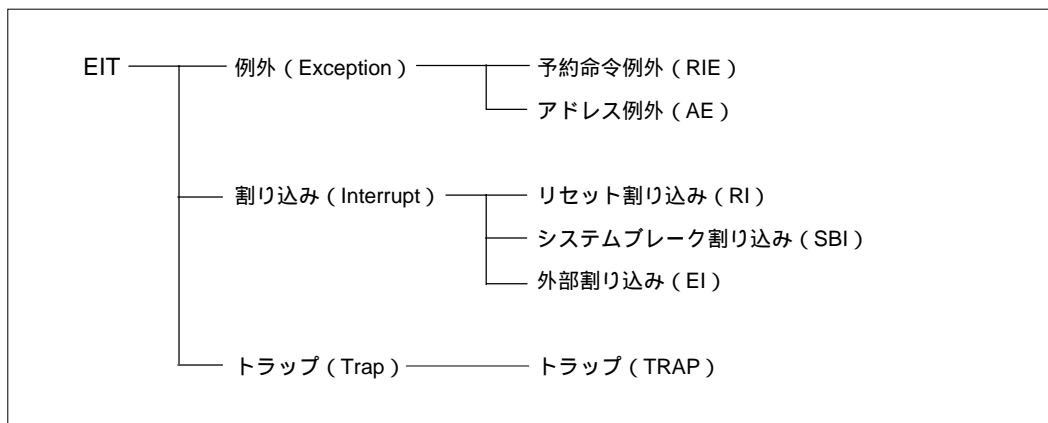 EIT 例外（Exception） 予約命令例外（RIE）
アドレス例外（AE）
割り込み（Interrupt） リセット割り込み（RI）
システムブレーク割り込み（SBI）
外部割り込み（EI）
トラップ（Trap） トラップ（TRAP）